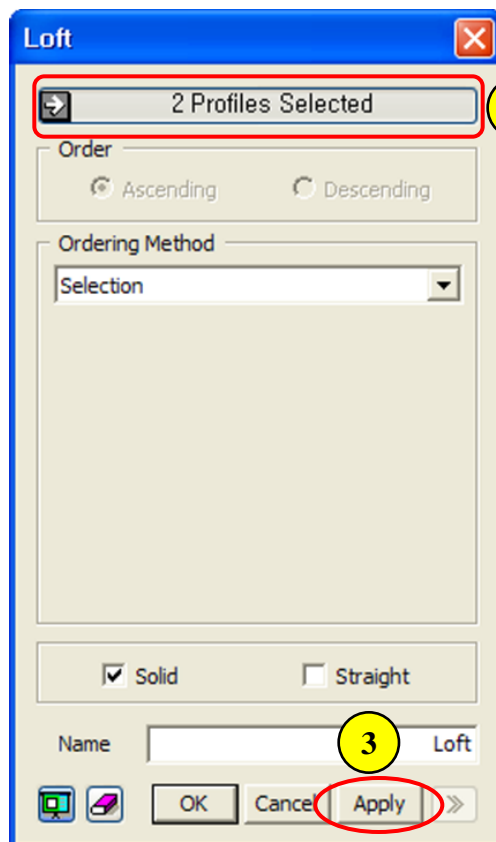 Loft
2 Profiles Selected
Order
Ascending
Descending
Ordering Method
Selection
Solid
Straight
Name
Loft
3
OK
Cancel
Apply